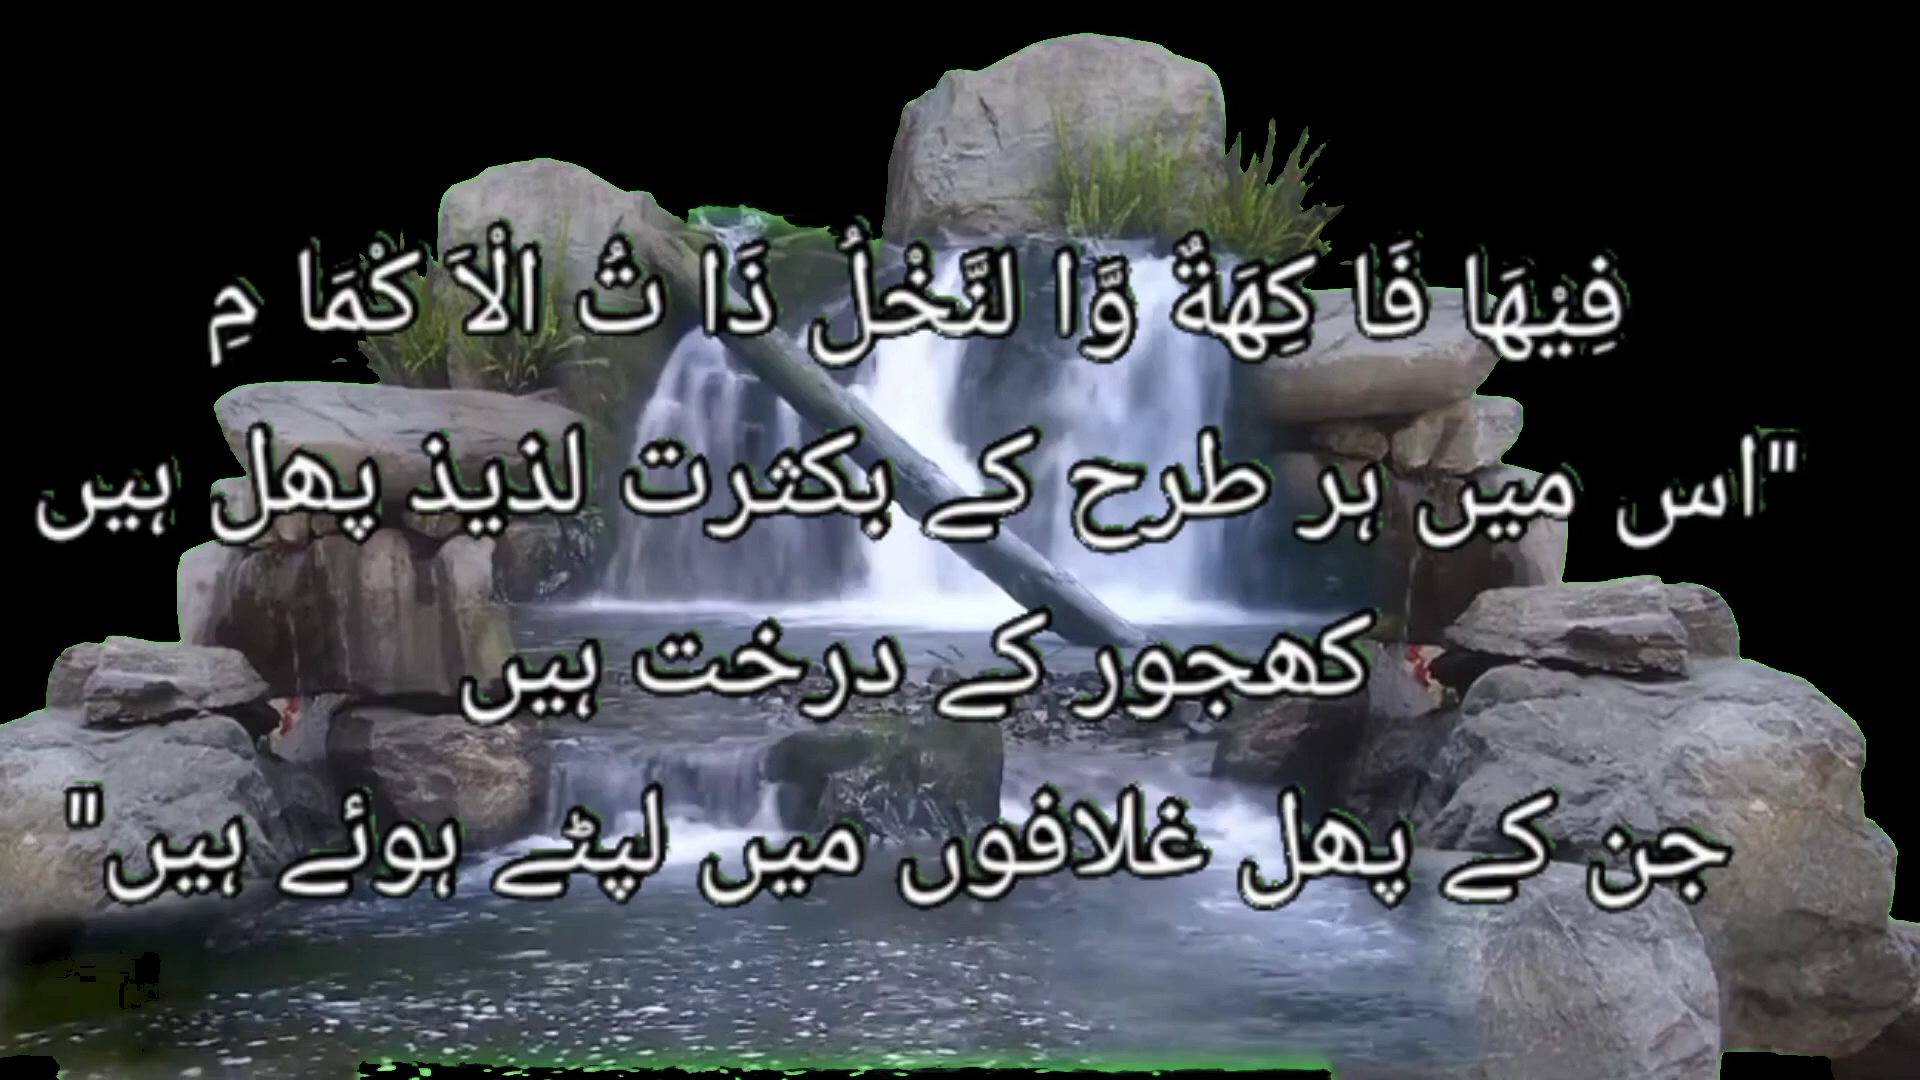 فِيْهَا فَا كِهَةٌ وَّا لنَّخْلُ ذَا تُ الْاَ كْمَا مِ
"اس میں ہر طرح کے بکثرت لذیذ پھل ہیں
کھجور کے درخت ہیں
جن کے پھل غلافوں میں لپٹے ہوئے ہیں"